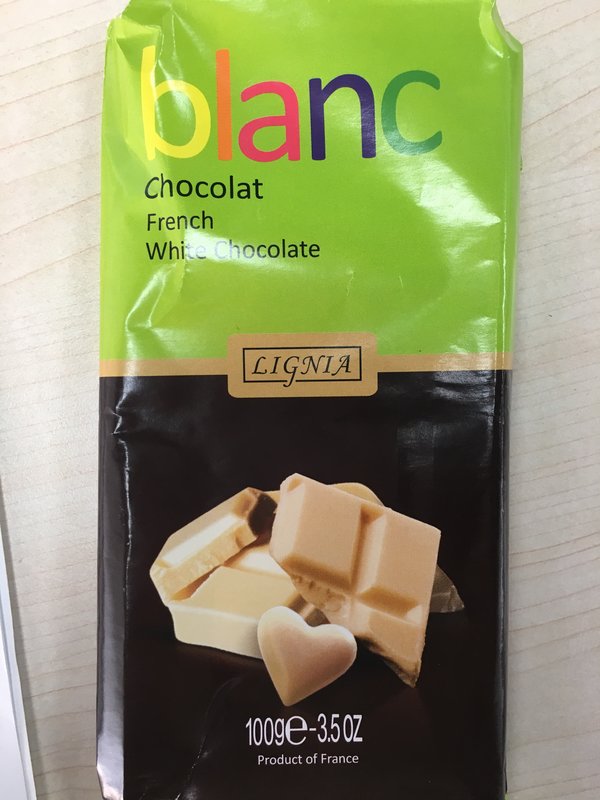 blanc
Chocolat
French
White Chocolate
LIGNIA
100g℮-3.5 OZ
Product of France